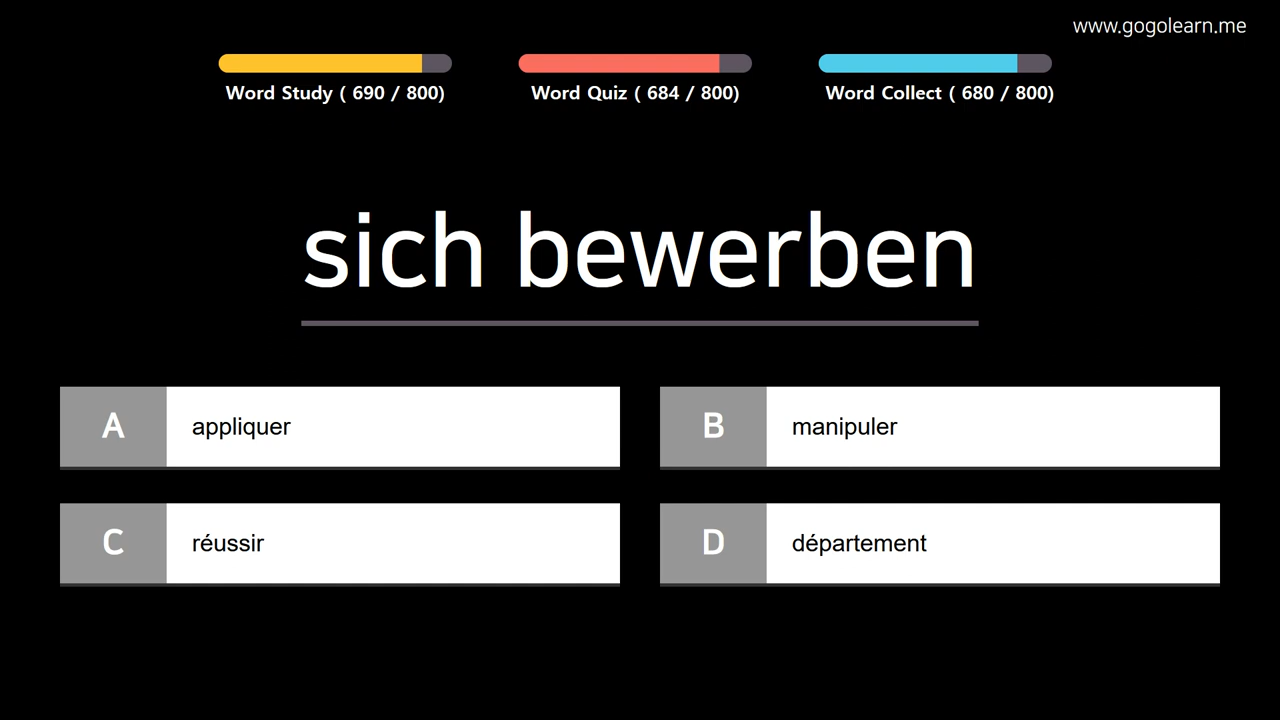 www.gogolearn.me
Word Study ( 690 / 800)
Word Quiz ( 684 / 800)
Word Collect ( 680 / 800)
sich bewerben
A appliquer
B manipuler
C réussir
D département